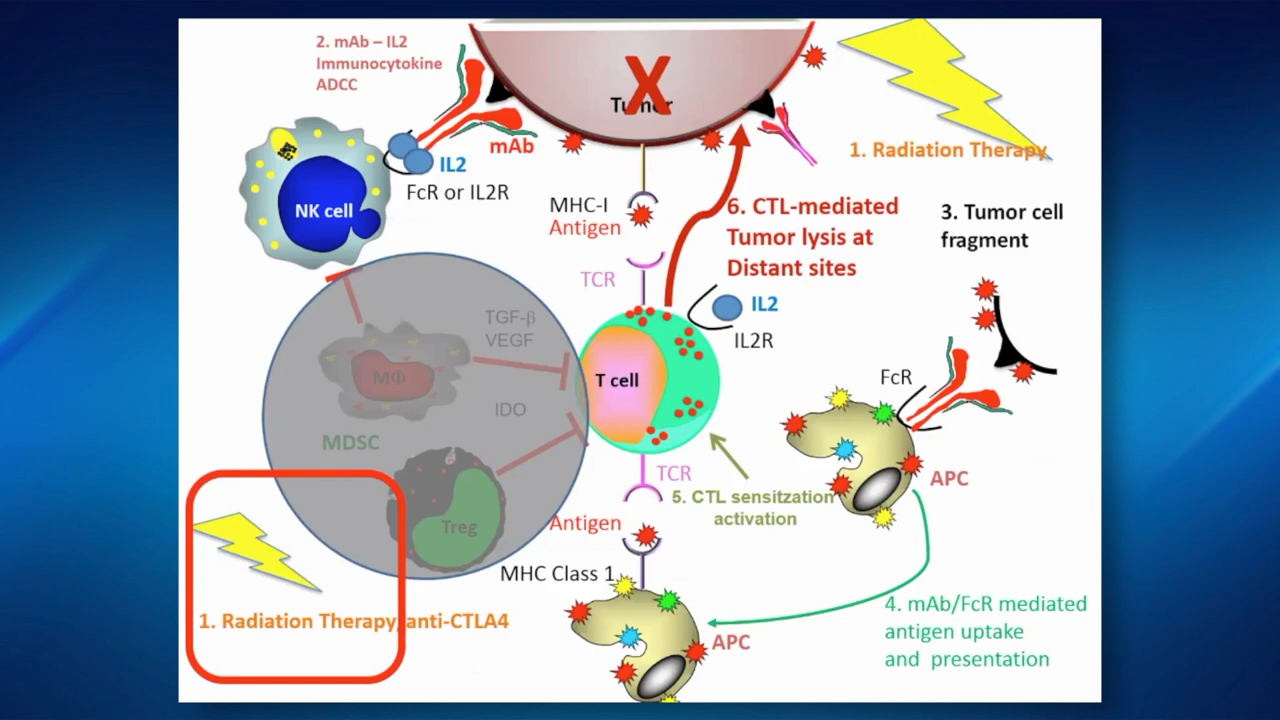 2. mAb – IL2
Immunocytokine
ADCC
Tumor
X
1. Radiation Therapy
mAb
IL2
FcR or IL2R
NK cell
MHC-I
Antigen
6. CTL-mediated
Tumor lysis at
Distant sites
3. Tumor cell
fragment
TCR
IL2
IL2R
TGF-β
VEGF
T cell
MΦ
FcR
IDO
MDSC
TCR
APC
5. CTL sensitzation
activation
Treg
Antigen
MHC Class 1
1. Radiation Therapy, anti-CTLA4
4. mAb/FcR mediated
antigen uptake
and presentation
APC